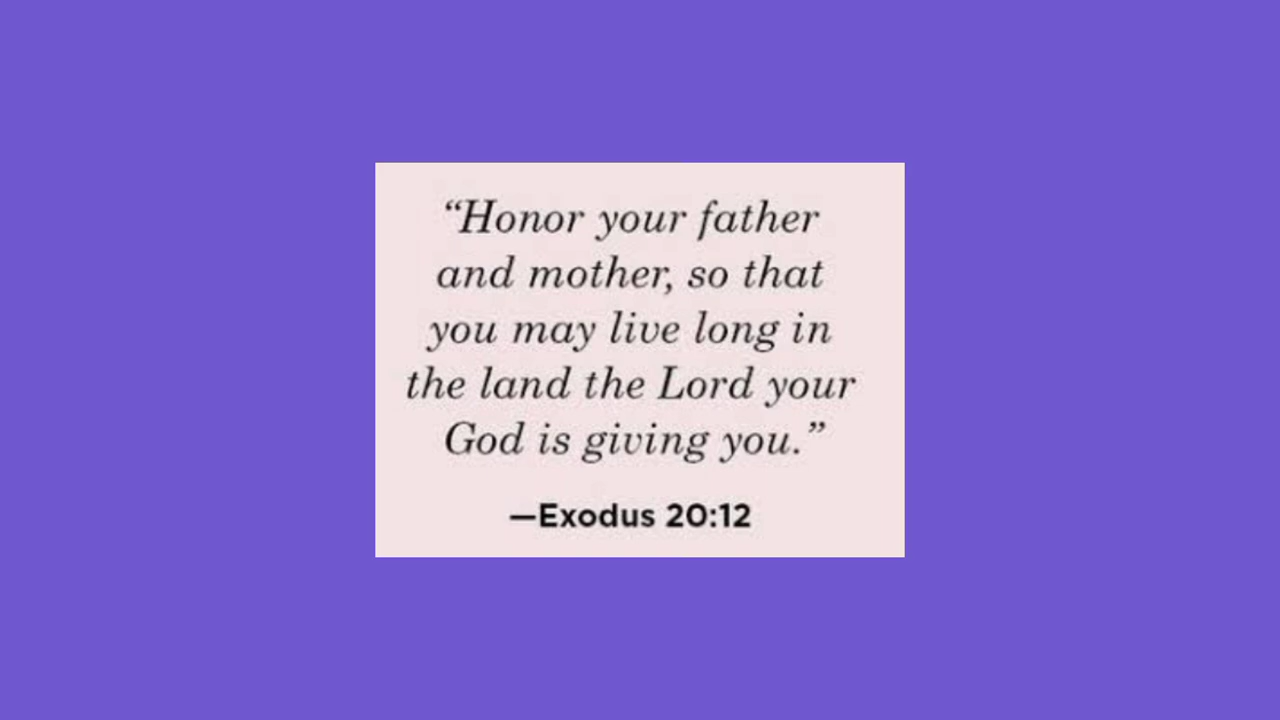 “Honor your father
and mother, so that
you may live long in
the land the Lord your
God is giving you.”
—Exodus 20:12